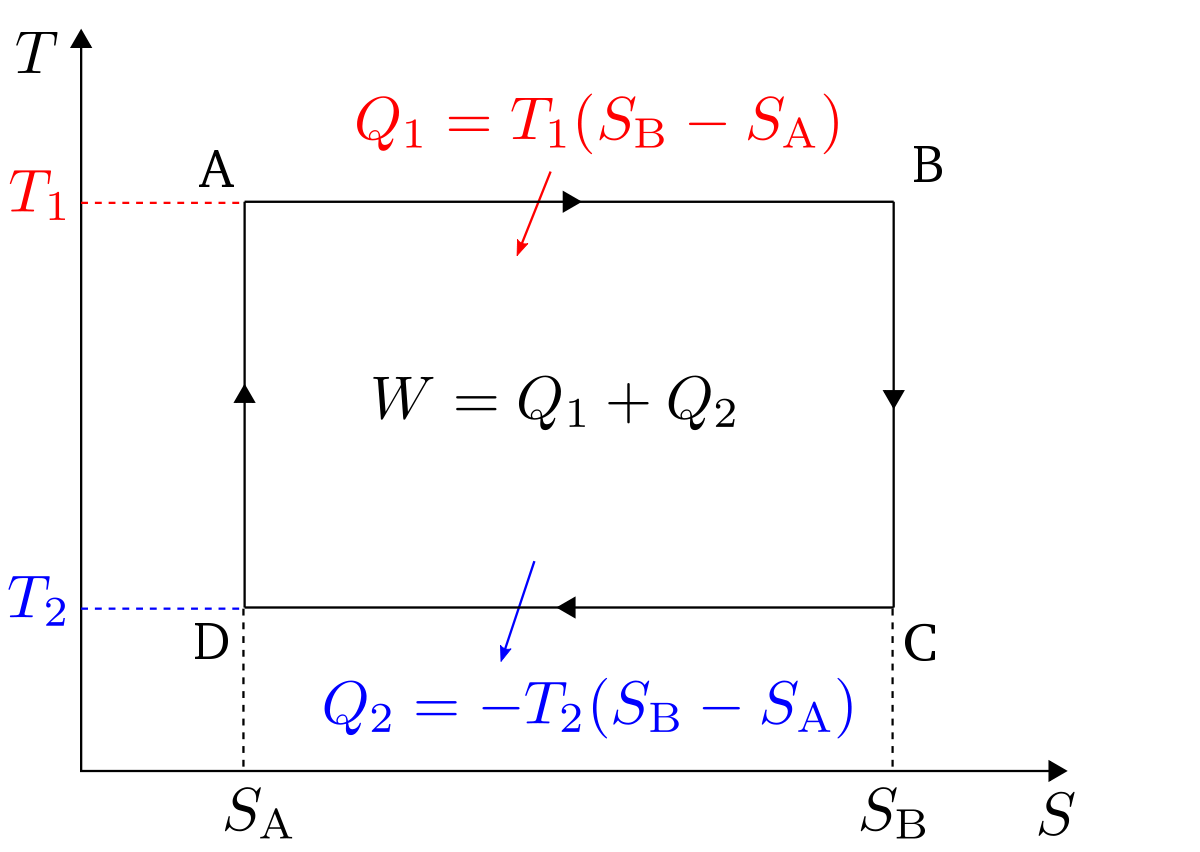 T
Q₁ = T₁(S_B − S_A)
A
B
T₁
W = Q₁ + Q₂
T₂
D
C
Q₂ = −T₂(S_B − S_A)
S_A
S_B
S